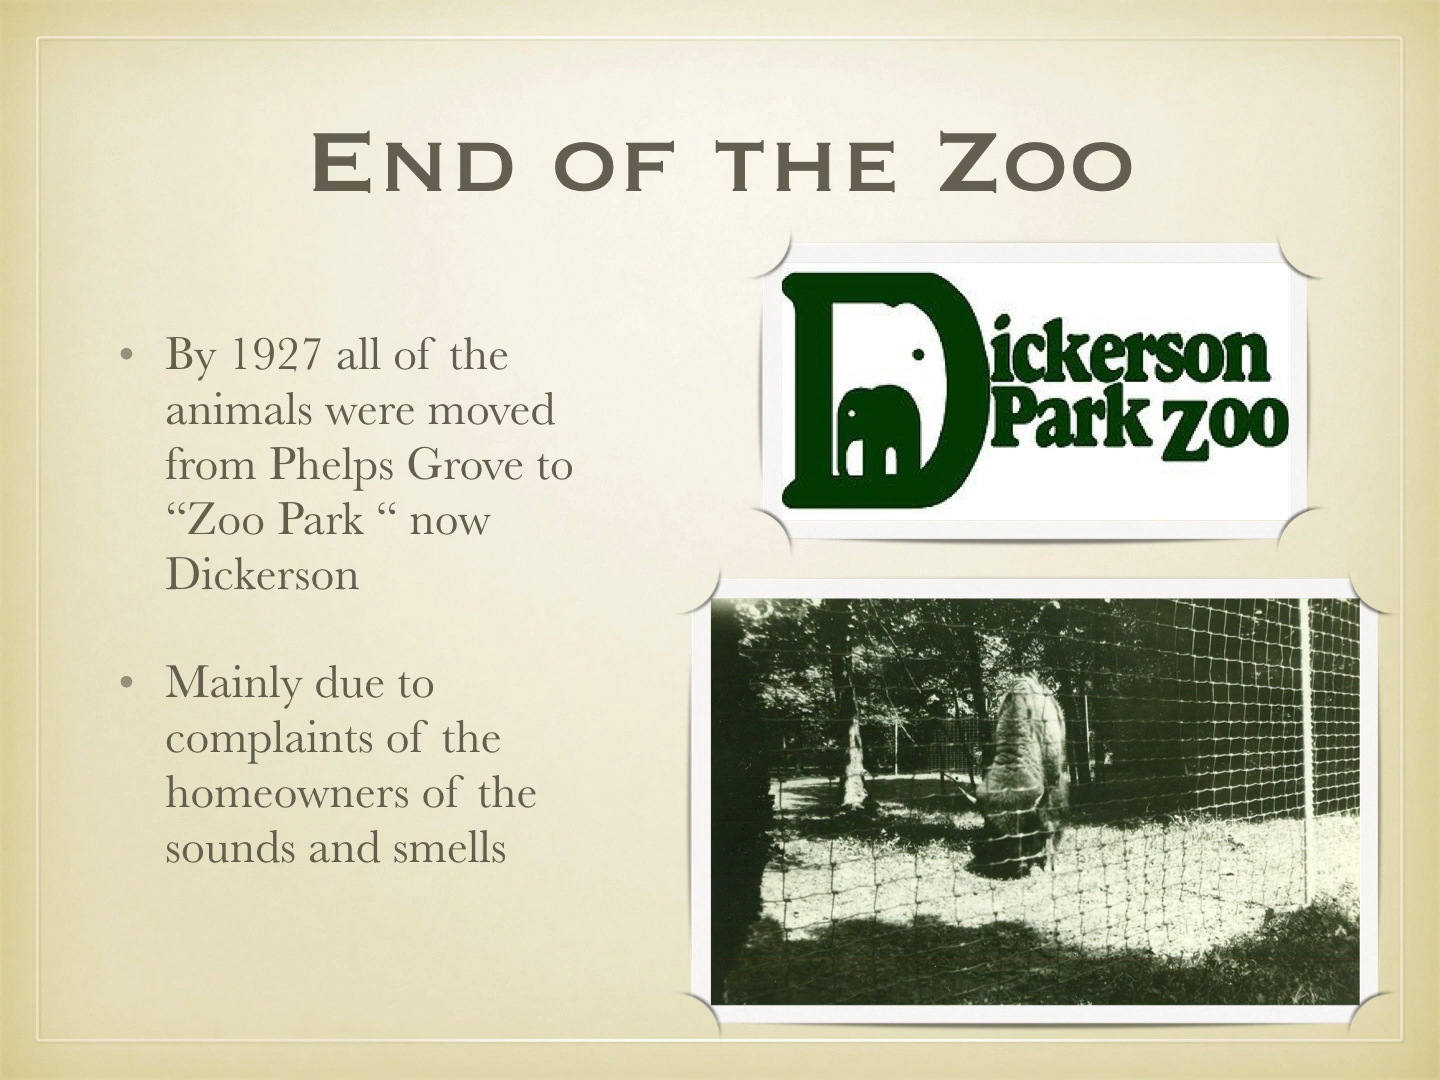 End of the Zoo
• By 1927 all of the
animals were moved
from Phelps Grove to
“Zoo Park “ now
Dickerson
• Mainly due to
complaints of the
homeowners of the
sounds and smells
Dickerson
Park Zoo